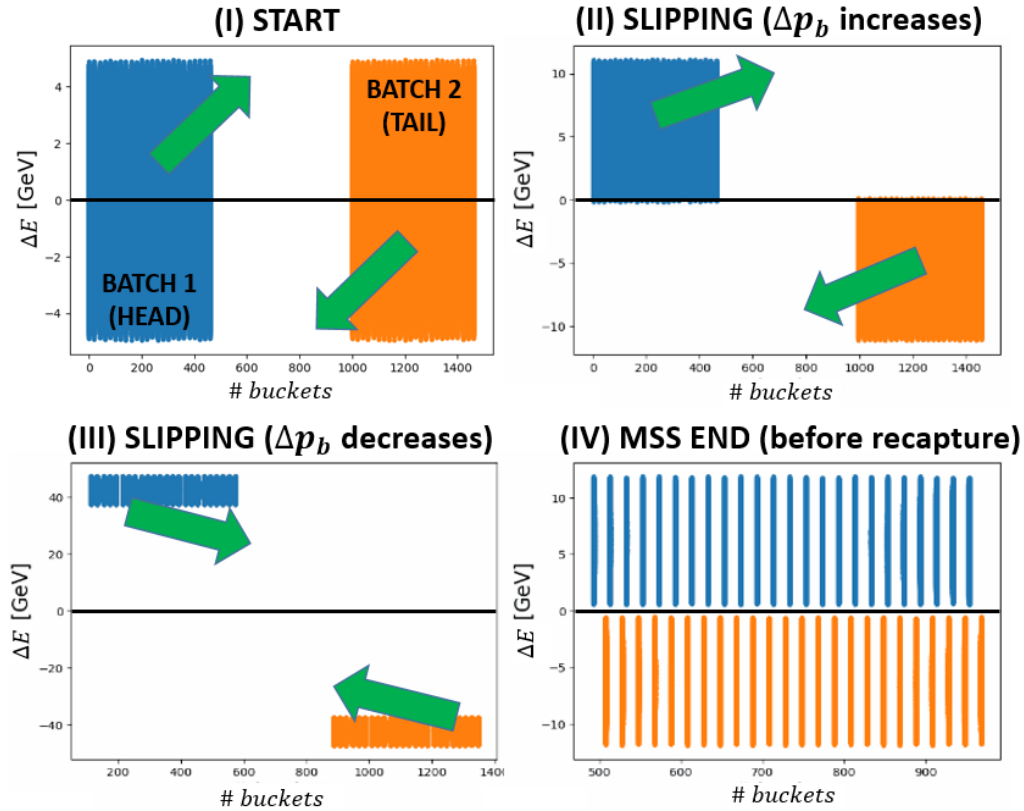 (I) START
4
2
0
−2
−4
ΔE [GeV]
BATCH 1
(HEAD)
BATCH 2
(TAIL)
0 200 400 600 800 1000 1200 1400
# buckets
(II) SLIPPING (Δp_b increases)
10
5
0
−5
−10
ΔE [GeV]
0 200 400 600 800 1000 1200 1400
# buckets
(III) SLIPPING (Δp_b decreases)
40
20
0
−20
−40
ΔE [GeV]
200 400 600 800 1000 1200 140
# buckets
(IV) MSS END (before recapture)
10
5
0
−5
−10
ΔE [GeV]
500 600 700 800 900
# buckets